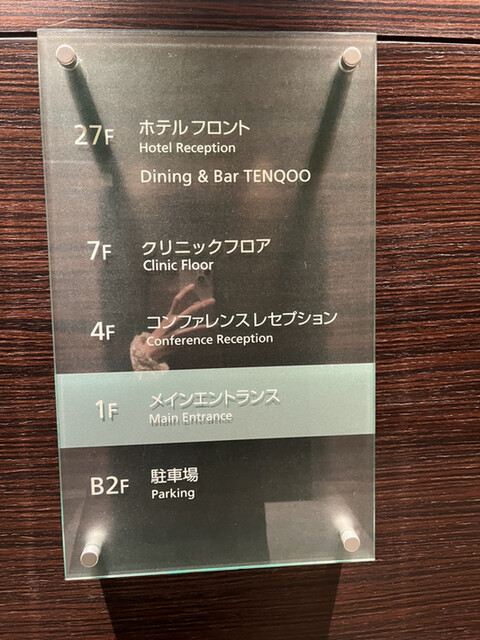 27F ホテル フロント
Hotel Reception
Dining & Bar TENQOO
7F クリニックフロア
Clinic Floor
4F コンファレンス レセプション
Conference Reception
1F メインエントランス
Main Entrance
B2F 駐車場
Parking